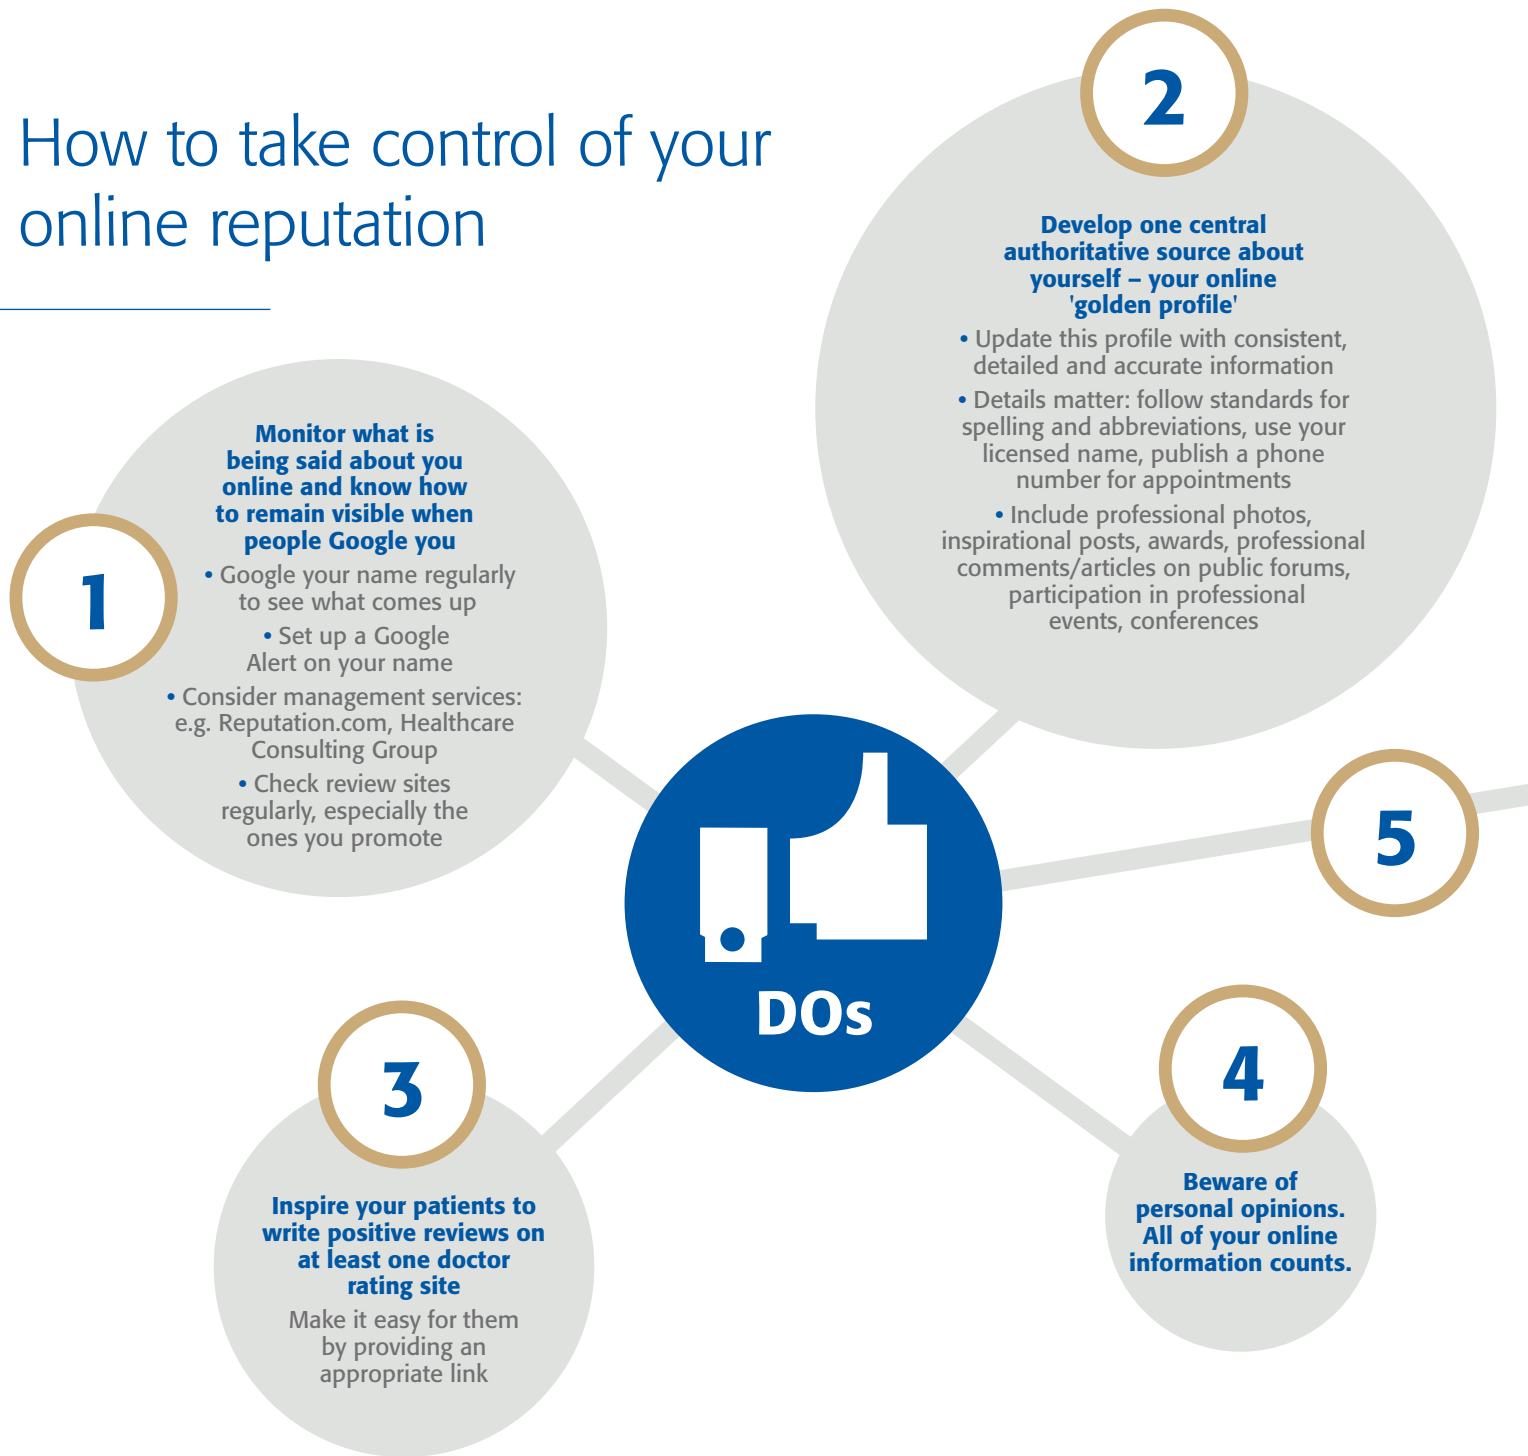 How to take control of your
online reputation
1
Monitor what is
being said about you
online and know how
to remain visible when
people Google you
• Google your name regularly
to see what comes up
• Set up a Google
Alert on your name
• Consider management services:
e.g. Reputation.com, Healthcare
Consulting Group
• Check review sites
regularly, especially the
ones you promote
2
Develop one central
authoritative source about
yourself – your online
'golden profile'
• Update this profile with consistent,
detailed and accurate information
• Details matter: follow standards for
spelling and abbreviations, use your
licensed name, publish a phone
number for appointments
• Include professional photos,
inspirational posts, awards, professional
comments/articles on public forums,
participation in professional
events, conferences
DOs
3
Inspire your patients to
write positive reviews on
at least one doctor
rating site
Make it easy for them
by providing an
appropriate link
4
Beware of
personal opinions.
All of your online
information counts.
5